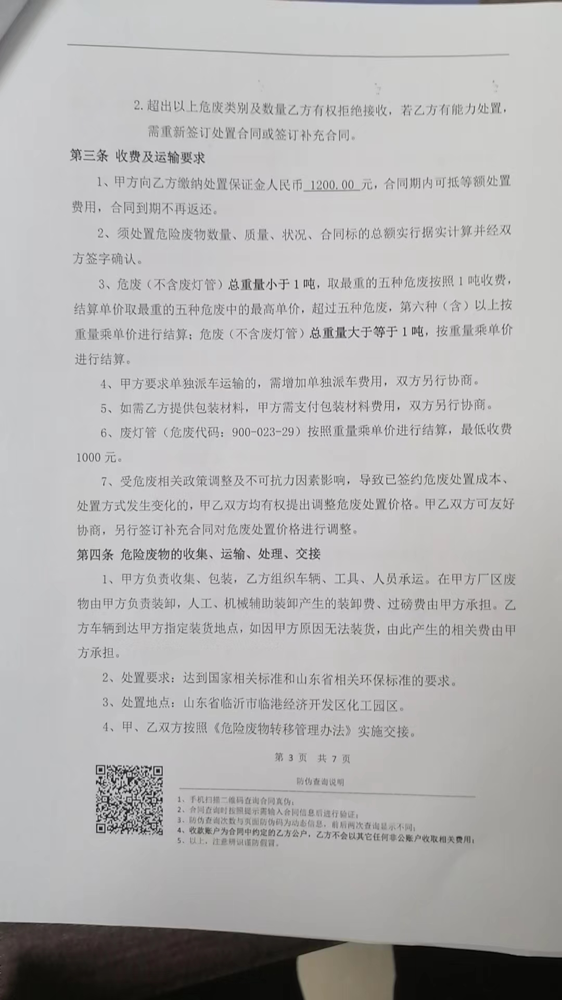 2.超出以上危废类别及数量乙方有权拒绝接收，若乙方有能力处置，
需重新签订处置合同或签订补充合同。
第三条 收费及运输要求
1、甲方向乙方缴纳处置保证金人民币 1200.00 元，合同期内可抵等额处置
费用，合同到期不再返还。
2、须处置危险废物数量、质量、状况、合同标的总额实行据实计算并经双
方签字确认。
3、危废（不含废灯管）总重量小于1吨，取最重的五种危废按照1吨收费，
结算单价取最重的五种危废中的最高单价，超过五种危废，第六种（含）以上按
重量乘单价进行结算；危废（不含废灯管）总重量大于等于1吨，按重量乘单价
进行结算。
4、甲方要求单独派车运输的，需增加单独派车费用，双方另行协商。
5、如需乙方提供包装材料，甲方需支付包装材料费用，双方另行协商。
6、废灯管（危废代码：900-023-29）按照重量乘单价进行结算，最低收费
1000元。
7、受危废相关政策调整及不可抗力因素影响，导致已签约危废处置成本、
处置方式发生变化的，甲乙双方均有权提出调整危废处置价格。甲乙双方可友好
协商，另行签订补充合同对危废处置价格进行调整。
第四条 危险废物的收集、运输、处理、交接
1、甲方负责收集、包装，乙方组织车辆、工具、人员承运。在甲方厂区废
物由甲方负责装卸，人工、机械辅助装卸产生的装卸费、过磅费由甲方承担。乙
方车辆到达甲方指定装货地点，如因甲方原因无法装货，由此产生的相关费由甲
方承担。
2、处置要求：达到国家相关标准和山东省相关环保标准的要求。
3、处置地点：山东省临沂市临港经济开发区化工园区。
4、甲、乙双方按照《危险废物转移管理办法》实施交接。
第 3 页 共 7 页
防伪查询说明
1、手机扫描二维码查询合同真伪；
2、合同查询时按照提示需输入合同信息后进行验证；
3、防伪查询次数与页面防伪码为动态信息，前后两次查询显示不同；
4、收款账户为合同中约定的乙方公户，乙方不会以其它任何非公账户收取相关费用；
5、以上，注意辨识谨防假冒。